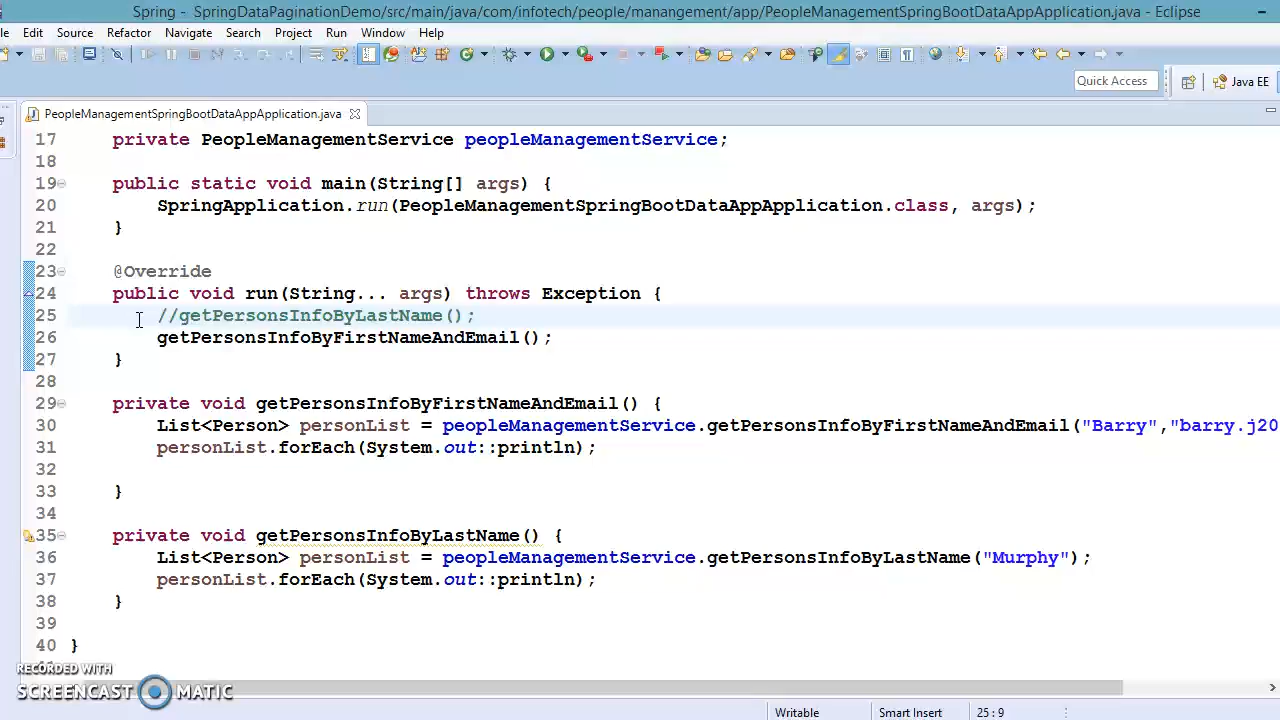 Spring - SpringDataPaginationDemo/src/main/java/com/infotech/people/manangement/app/PeopleManagementSpringBootDataAppApplication.java - Eclipse
Source Refactor Navigate Search Project Run Window Help
Quick Access Java EE
PeopleManagementSpringBootDataAppApplication.java
17 private PeopleManagementService peopleManagementService;
18
19 public static void main(String[] args) {
20 SpringApplication.run(PeopleManagementSpringBootDataAppApplication.class, args);
21 }
22
23 @Override
24 public void run(String... args) throws Exception {
25 //getPersonsInfoByLastName();
26 getPersonsInfoByFirstNameAndEmail();
27 }
28
29 private void getPersonsInfoByFirstNameAndEmail() {
30 List<Person> personList = peopleManagementService.getPersonsInfoByFirstNameAndEmail("Barry","barry.j20
31 personList.forEach(System.out::println);
32
33 }
34
35 private void getPersonsInfoByLastName() {
36 List<Person> personList = peopleManagementService.getPersonsInfoByLastName("Murphy");
37 personList.forEach(System.out::println);
38 }
39
40 }
RECORDED WITH
SCREENCAST MATIC
Writable Smart Insert 25:9